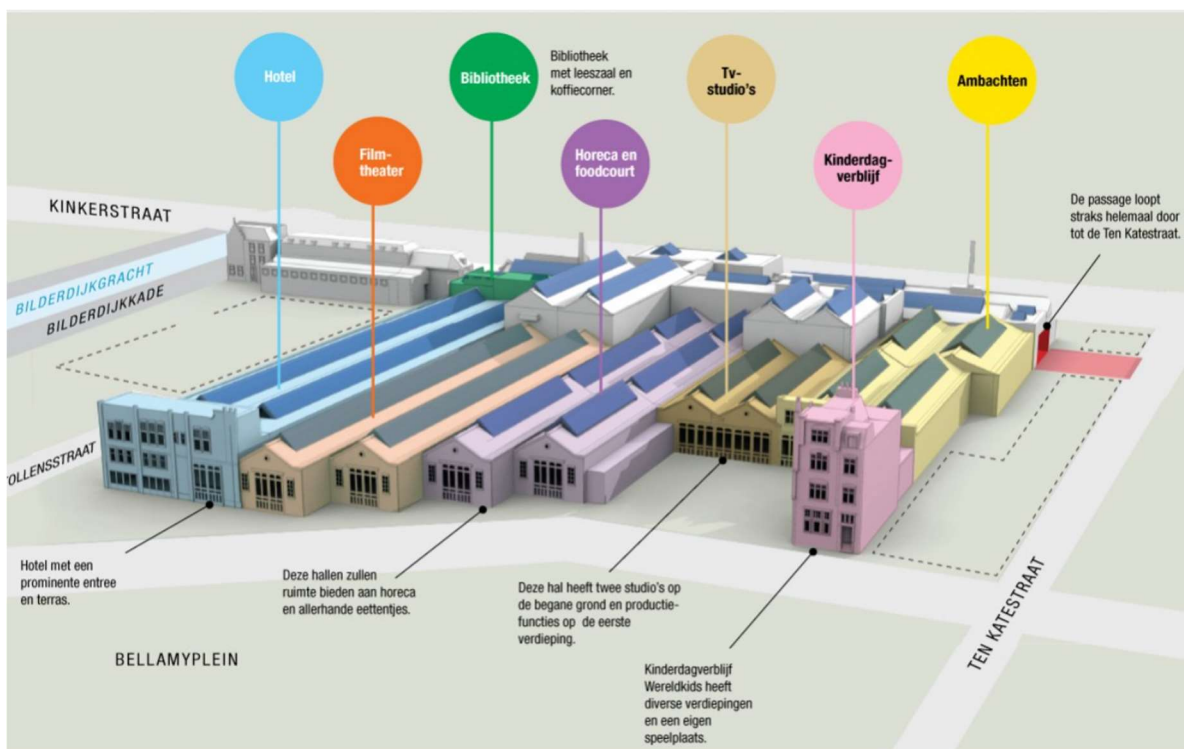 Hotel
Bibliotheek
Bibliotheek
met leeszaal en
koffiecorner.
Tv-
studio's
Ambachten
Film-
theater
Horeca en
foodcourt
Kinderdag-
verblijf
De passage loopt
straks helemaal door
tot de Ten Katestraat.
KINKERSTRAAT
BILDERDIJKGRACHT
BILDERDIJKKADE
OLLENSSTRAAT
Hotel met een
prominente entree
en terras.
Deze hallen zullen
ruimte bieden aan horeca
en allerhande eettentjes.
Deze hal heeft twee studio's op
de begane grond en productie-
functies op de eerste
verdieping.
Kinderdagverblijf
Wereldkids heeft
diverse verdiepingen
en een eigen
speelplaats.
BELLAMYPLEIN
TEN KATESTRAAT